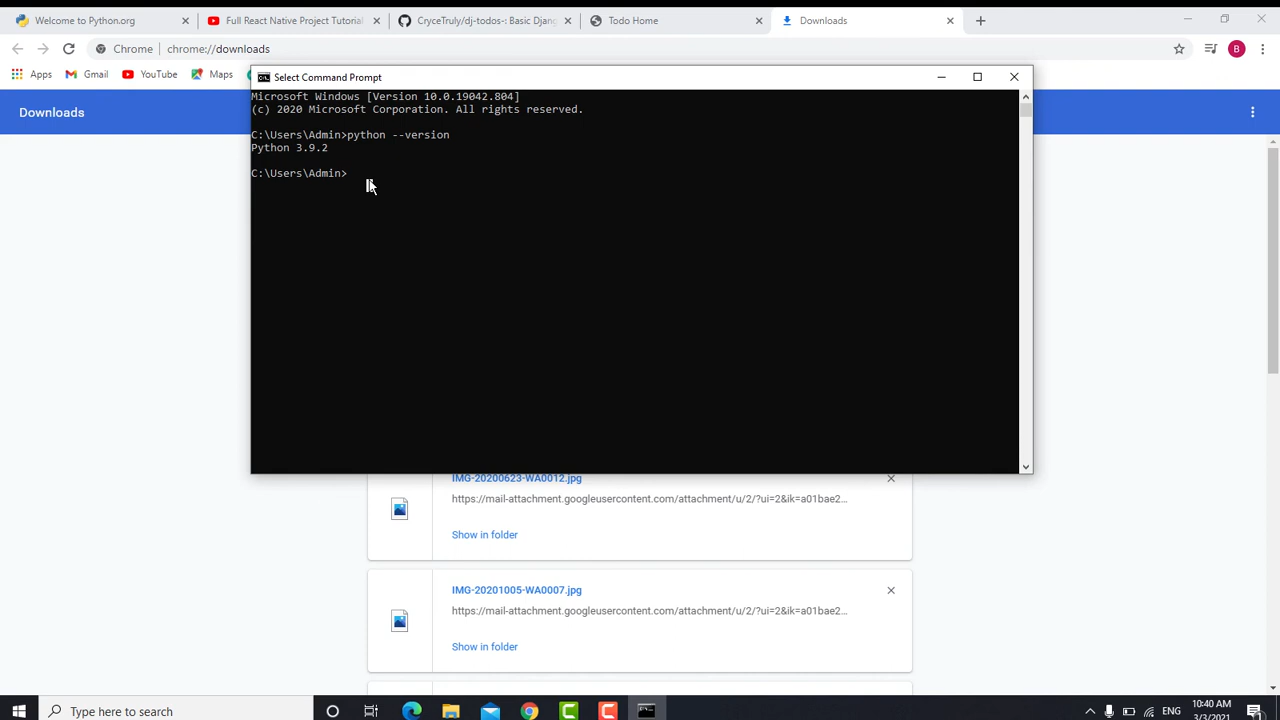 Welcome to Python.org
Full React Native Project Tutorial
CryceTruly/dj-todos-: Basic Djang
Todo Home
Downloads
Chrome
chrome://downloads
B
Apps
Gmail
YouTube
Maps
Downloads
Select Command Prompt
Microsoft Windows [Version 10.0.19042.804]
(c) 2020 Microsoft Corporation. All rights reserved.
C:\Users\Admin>python --version
Python 3.9.2
C:\Users\Admin>
IMG-20200623-WA0012.jpg
https://mail-attachment.googleusercontent.com/attachment/u/2/?ui=2&ik=a01bae2...
Show in folder
IMG-20201005-WA0007.jpg
https://mail-attachment.googleusercontent.com/attachment/u/2/?ui=2&ik=a01bae2...
Show in folder
Type here to search
ENG
10:40 AM
3/3/2021